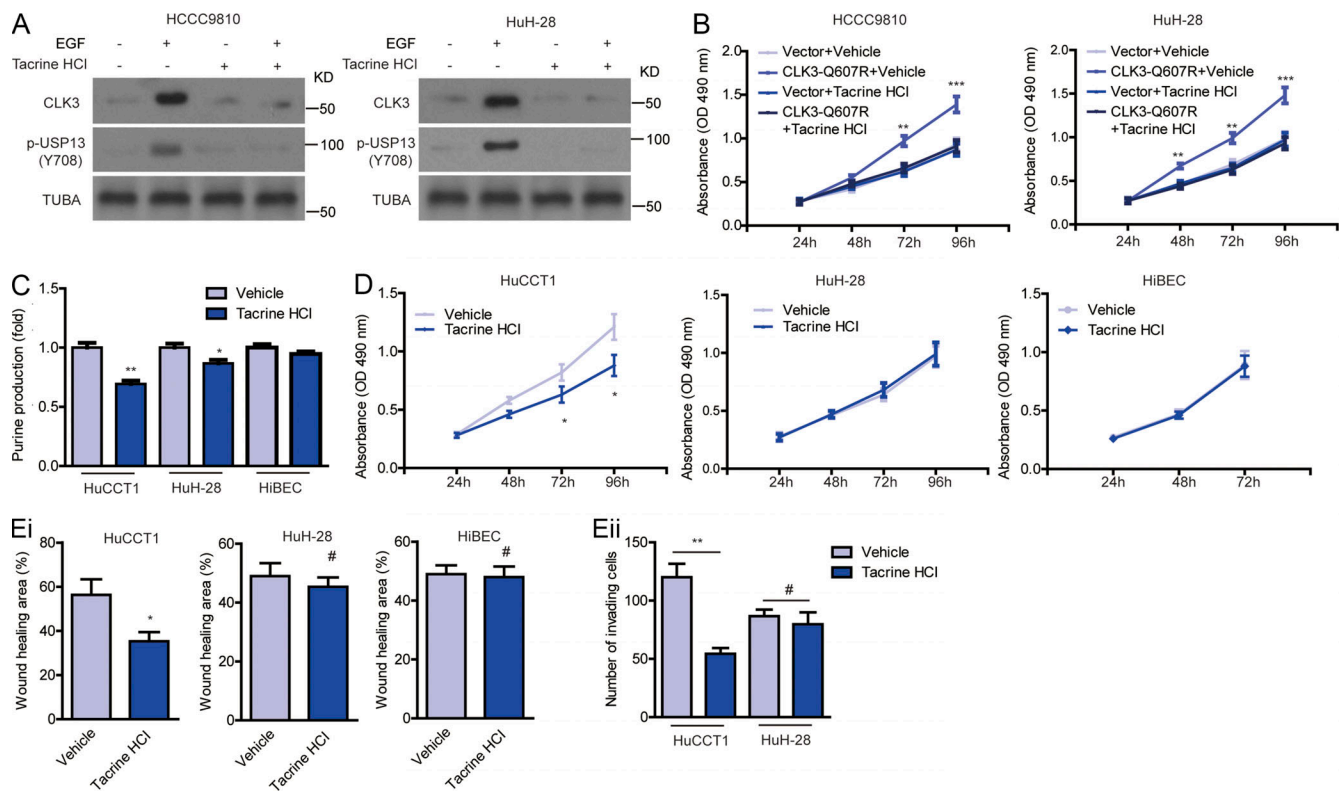 A
HCCC9810
EGF - + - +
Tacrine HCl - - + +
KD
CLK3
50
p-USP13
(Y708)
100
TUBA
50
HuH-28
EGF - + - +
Tacrine HCl - - + +
KD
CLK3
50
p-USP13
(Y708)
100
TUBA
50
B
HCCC9810
Absorbance (OD 490 nm)
2.0
1.5
1.0
0.5
0.0
Vector+Vehicle
CLK3-Q607R+Vehicle
Vector+Tacrine HCl
CLK3-Q607R
+Tacrine HCl
**
***
24h 48h 72h 96h
HuH-28
Absorbance (OD 490 nm)
2.0
1.5
1.0
0.5
0.0
Vector+Vehicle
CLK3-Q607R+Vehicle
Vector+Tacrine HCl
CLK3-Q607R
+Tacrine HCl
**
**
***
24h 48h 72h 96h
C
Purine production (fold)
1.5
1.0
0.5
0.0
Vehicle
Tacrine HCl
**
*
HuCCT1 HuH-28 HiBEC
D
HuCCT1
Absorbance (OD 490 nm)
1.5
1.0
0.5
0.0
Vehicle
Tacrine HCl
*
*
24h 48h 72h 96h
HuH-28
Absorbance (OD 490 nm)
1.5
1.0
0.5
0.0
Vehicle
Tacrine HCl
24h 48h 72h 96h
HiBEC
Absorbance (OD 490 nm)
1.5
1.0
0.5
0.0
Vehicle
Tacrine HCl
24h 48h 72h
Ei
HuCCT1
Wound healing area (%)
80
60
40
20
0
*
Vehicle
Tacrine HCl
HuH-28
Wound healing area (%)
60
40
20
0
#
Vehicle
Tacrine HCl
HiBEC
Wound healing area (%)
60
40
20
0
#
Vehicle
Tacrine HCl
Eii
Number of invading cells
150
100
50
0
Vehicle
Tacrine HCl
**
#
HuCCT1 HuH-28